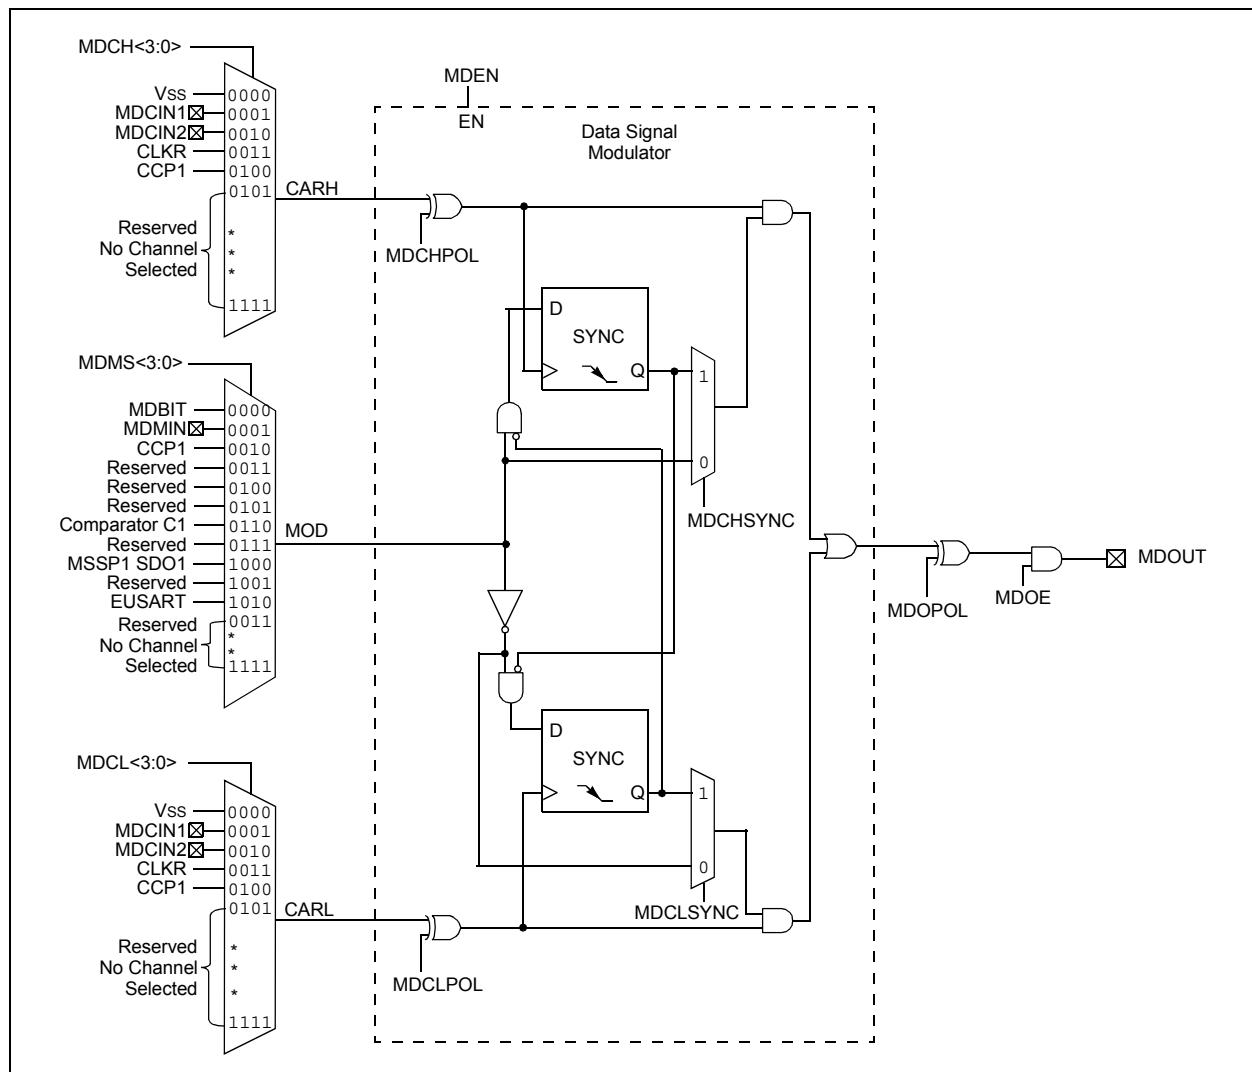 MDCH<3:0>
VSS 0000
MDCIN1 0001
MDCIN2 0010
CLKR 0011
CCP1 0100
0101
Reserved *
No Channel *
Selected *
1111
CARH
MDCHPOL
MDEN
EN
Data Signal
Modulator
D
SYNC
Q
1
0
MDCHSYNC
MDMS<3:0>
MDBIT 0000
MDMIN 0001
CCP1 0010
Reserved 0011
Reserved 0100
Reserved 0101
Comparator C1 0110
Reserved 0111
MSSP1 SDO1 1000
Reserved 1001
EUSART 1010
Reserved 0011
No Channel *
*
Selected 1111
MOD
MDOPOL
MDOE
MDOUT
MDCL<3:0>
VSS 0000
MDCIN1 0001
MDCIN2 0010
CLKR 0011
CCP1 0100
0101
Reserved *
No Channel *
Selected *
1111
CARL
MDCLPOL
D
SYNC
Q
1
0
MDCLSYNC